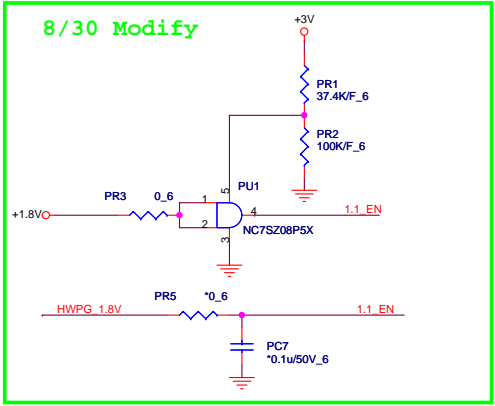 8/30 Modify
+3V
PR1
37.4K/F_6
PR2
100K/F_6
PR3 0_6
PU1
5
1
+1.8V
4
1.1_EN
2
NC7SZ08P5X
3
PR5 *0_6
HWPG_1.8V
1.1_EN
PC7
*0.1u/50V_6